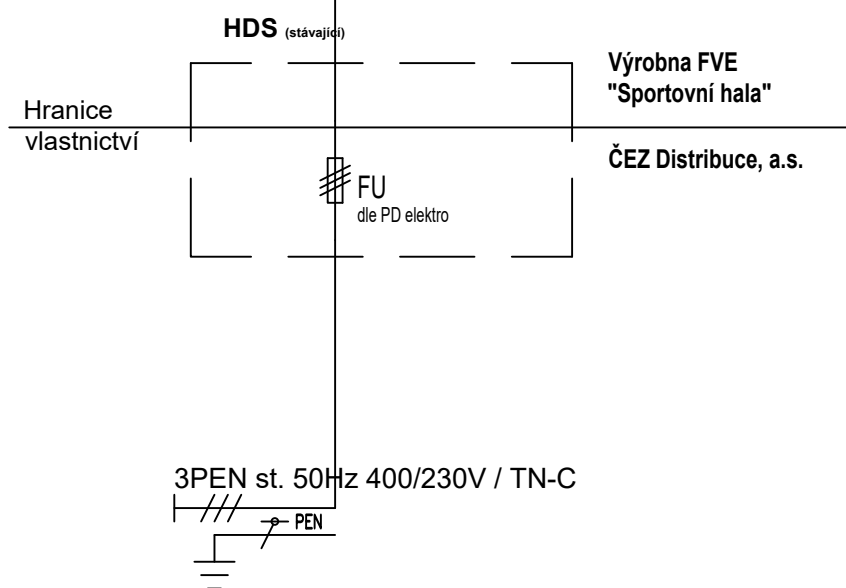 HDS (stávající)
Výrobna FVE
"Sportovní hala"
Hranice
vlastnictví
ČEZ Distribuce, a.s.
FU
dle PD elektro
3PEN st. 50Hz 400/230V / TN-C
PEN